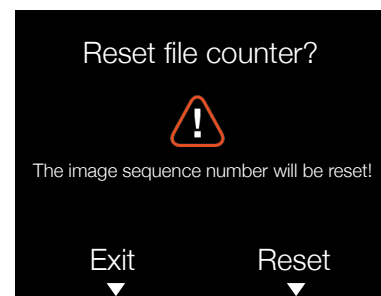 Reset file counter?
!
The image sequence number will be reset!
Exit Reset